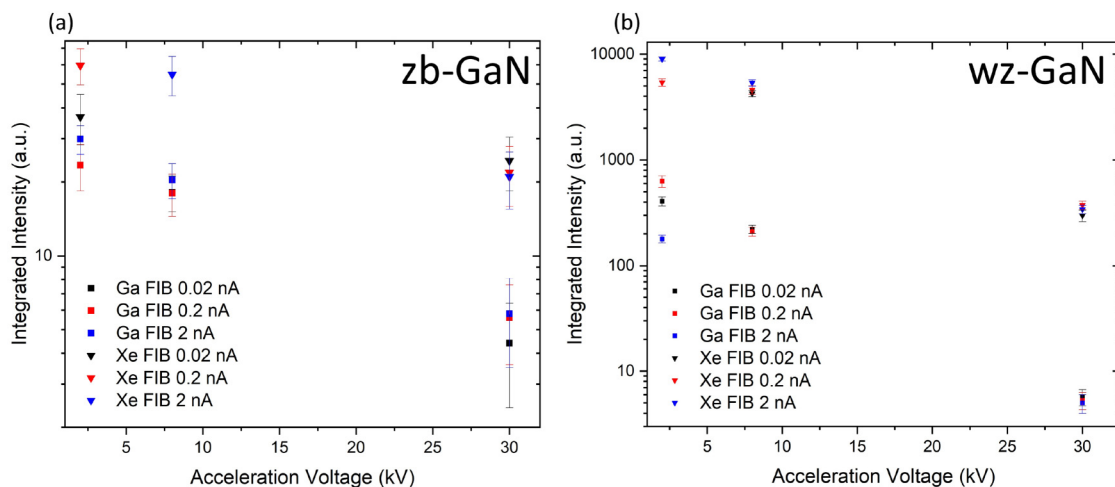 (a)
zb-GaN
Integrated Intensity (a.u.)
10
Ga FIB 0.02 nA
Ga FIB 0.2 nA
Ga FIB 2 nA
Xe FIB 0.02 nA
Xe FIB 0.2 nA
Xe FIB 2 nA
5 10 15 20 25 30
Acceleration Voltage (kV)
(b)
wz-GaN
Integrated Intensity (a.u.)
10000
1000
100
10
Ga FIB 0.02 nA
Ga FIB 0.2 nA
Ga FIB 2 nA
Xe FIB 0.02 nA
Xe FIB 0.2 nA
Xe FIB 2 nA
5 10 15 20 25 30
Acceleration Voltage (kV)